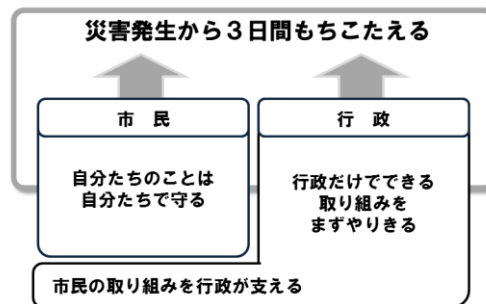 災害発生から３日間もちこたえる
市 民
自分たちのことは
自分たちで守る
行 政
行政だけでできる
取り組みを
まずやりきる
市民の取り組みを行政が支える